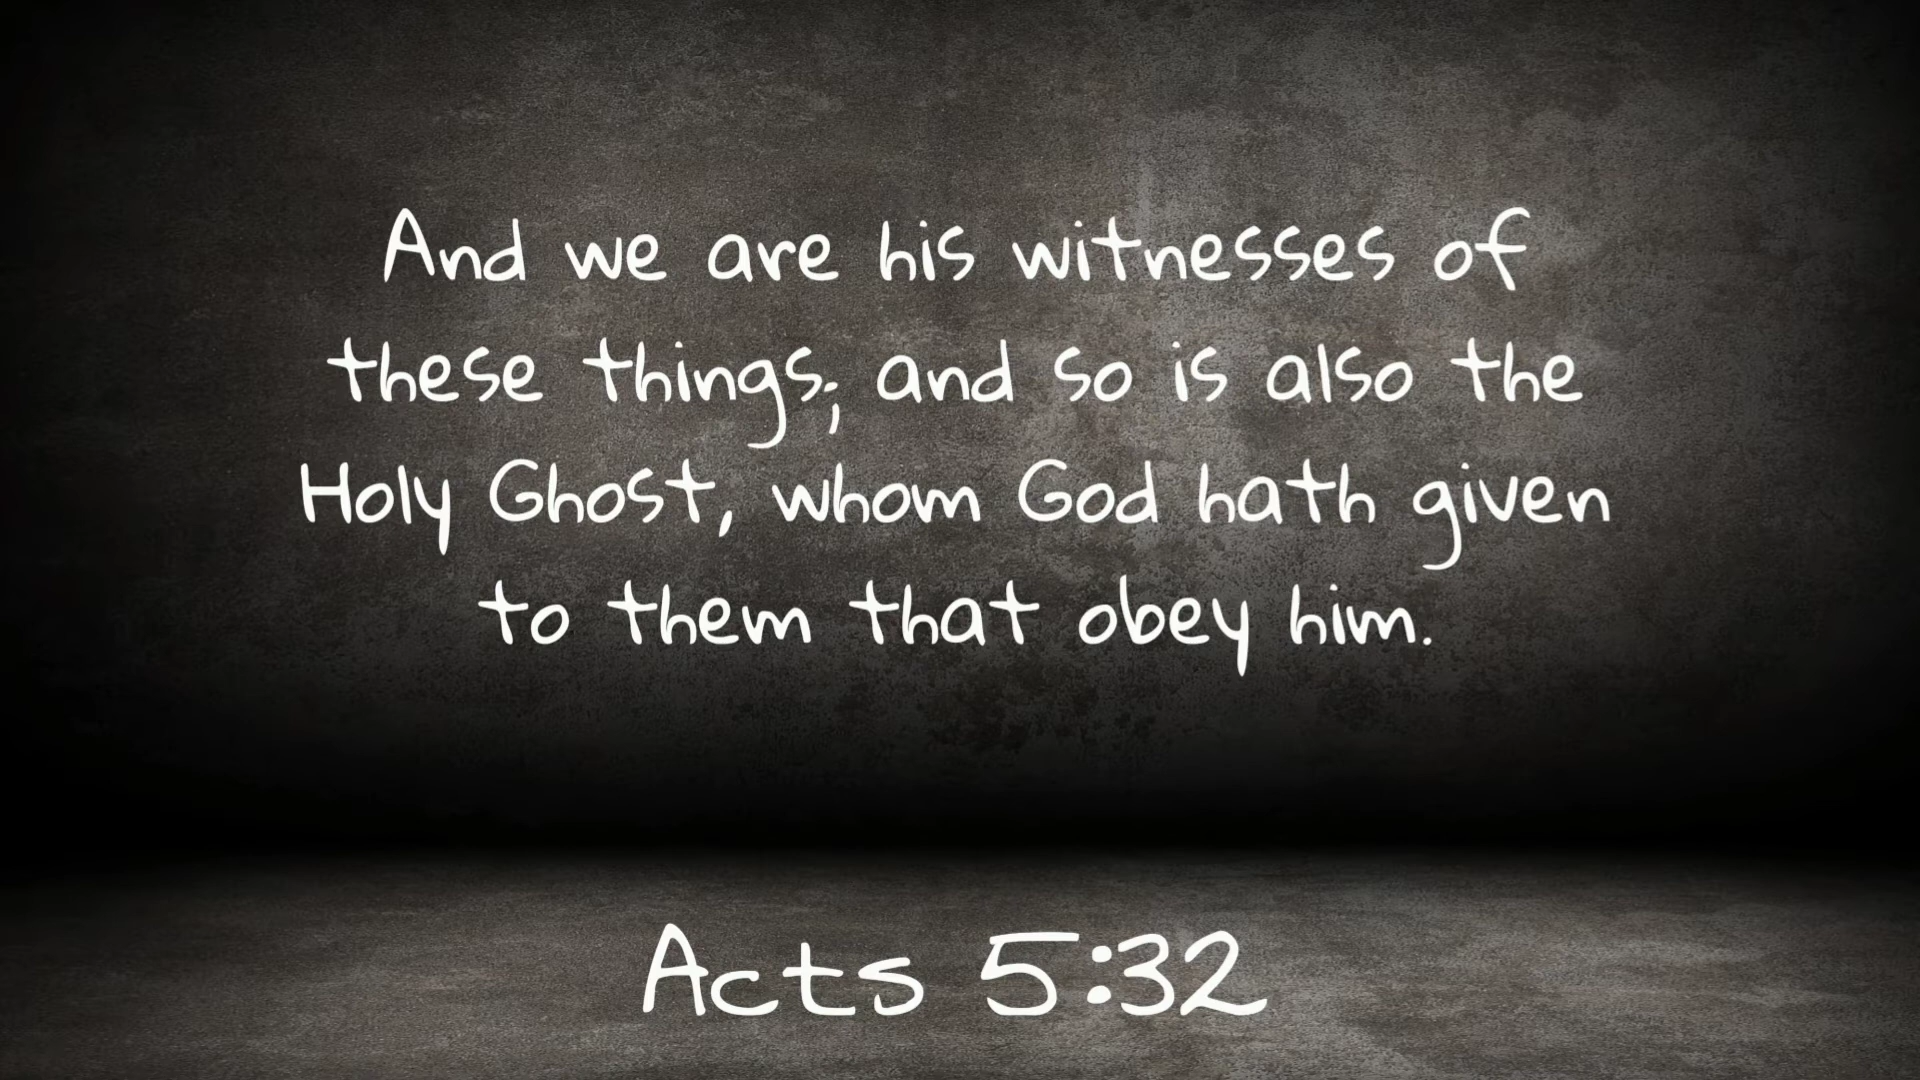 And we are his witnesses of
these things; and so is also the
Holy Ghost, whom God hath given
to them that obey him.
Acts 5:32